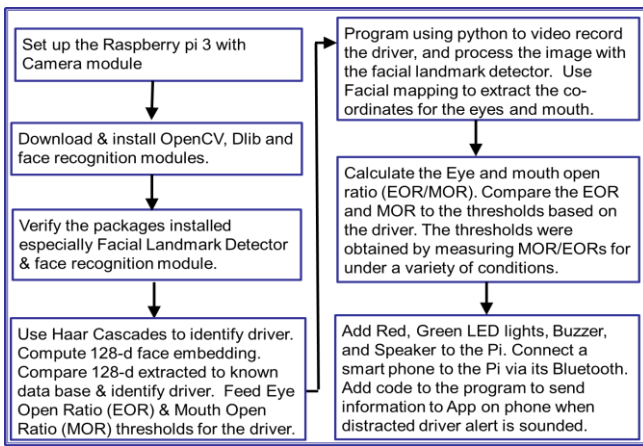 Set up the Raspberry pi 3 with
Camera module
Download & install OpenCV, Dlib and
face recognition modules.
Verify the packages installed
especially Facial Landmark Detector
& face recognition module.
Use Haar Cascades to identify driver.
Compute 128-d face embedding.
Compare 128-d extracted to known
data base & identify driver. Feed Eye
Open Ratio (EOR) & Mouth Open
Ratio (MOR) thresholds for the driver.
Program using python to video record
the driver, and process the image with
the facial landmark detector. Use
Facial mapping to extract the co-
ordinates for the eyes and mouth.
Calculate the Eye and mouth open
ratio (EOR/MOR). Compare the EOR
and MOR to the thresholds based on
the driver. The thresholds were
obtained by measuring MOR/EORs for
under a variety of conditions.
Add Red, Green LED lights, Buzzer,
and Speaker to the Pi. Connect a
smart phone to the Pi via its Bluetooth.
Add code to the program to send
information to App on phone when
distracted driver alert is sounded.